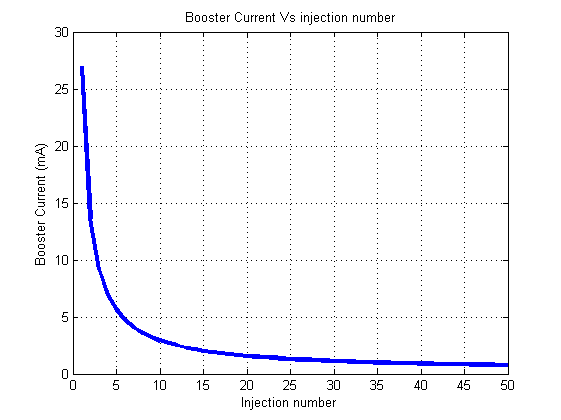 Booster Current Vs injection number
30
25
20
15
10
5
0
Booster Current (mA)
0 5 10 15 20 25 30 35 40 45 50
Injection number